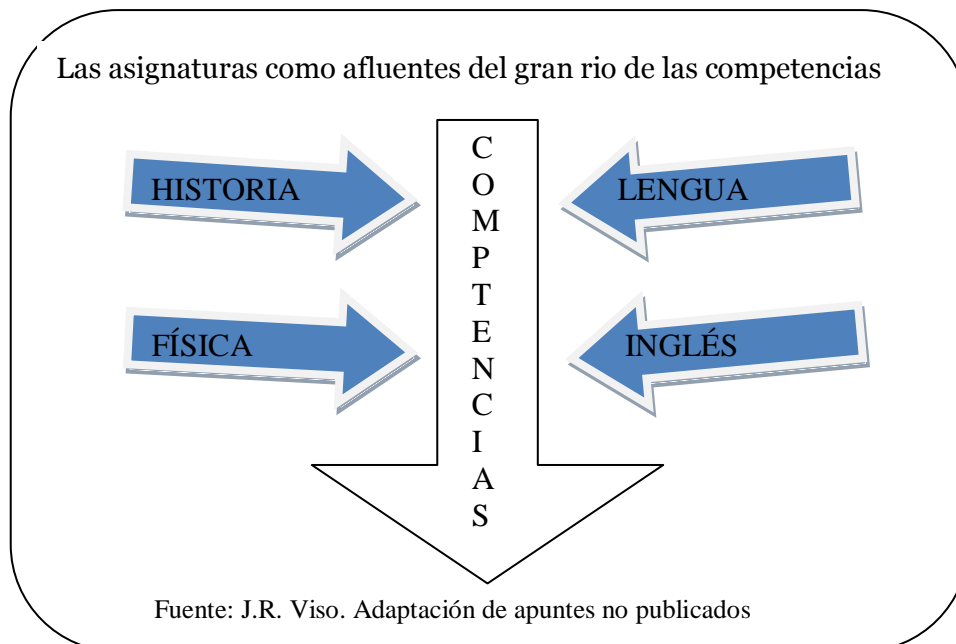 Las asignaturas como afluentes del gran rio de las competencias
HISTORIA
LENGUA
FÍSICA
INGLÉS
C
O
M
P
T
E
N
C
I
A
S
Fuente: J.R. Viso. Adaptación de apuntes no publicados